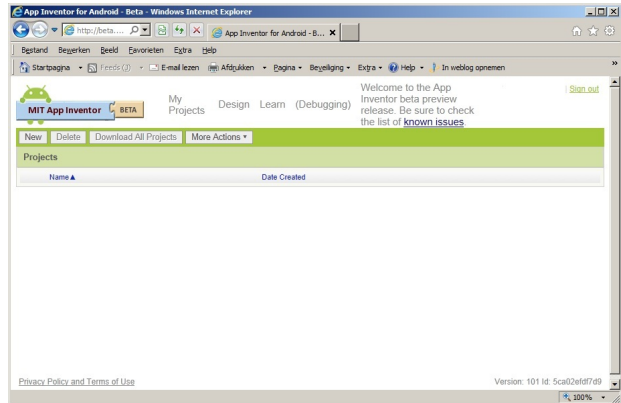 App Inventor for Android - Beta - Windows Internet Explorer
http://beta....
App Inventor for Android - B...
Bestand Bewerken Beeld Favorieten Extra Help
Startpagina Feeds (J) E-mail lezen Afdrukken Pagina Beveiliging Extra Help In weblog opnemen
MIT App Inventor BETA
My Projects Design Learn (Debugging)
Welcome to the App
Inventor beta preview
release. Be sure to check
the list of known issues.
Sign out
New Delete Download All Projects More Actions
Projects
Name Date Created
Privacy Policy and Terms of Use
Version: 101 Id: 5ca02efdf7d9
100%